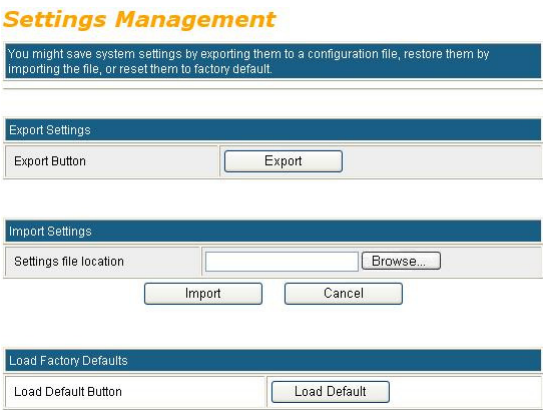 Settings Management
You might save system settings by exporting them to a configuration file, restore them by
importing the file, or reset them to factory default.
Export Settings
Export Button Export
Import Settings
Settings file location Browse...
Import Cancel
Load Factory Defaults
Load Default Button Load Default